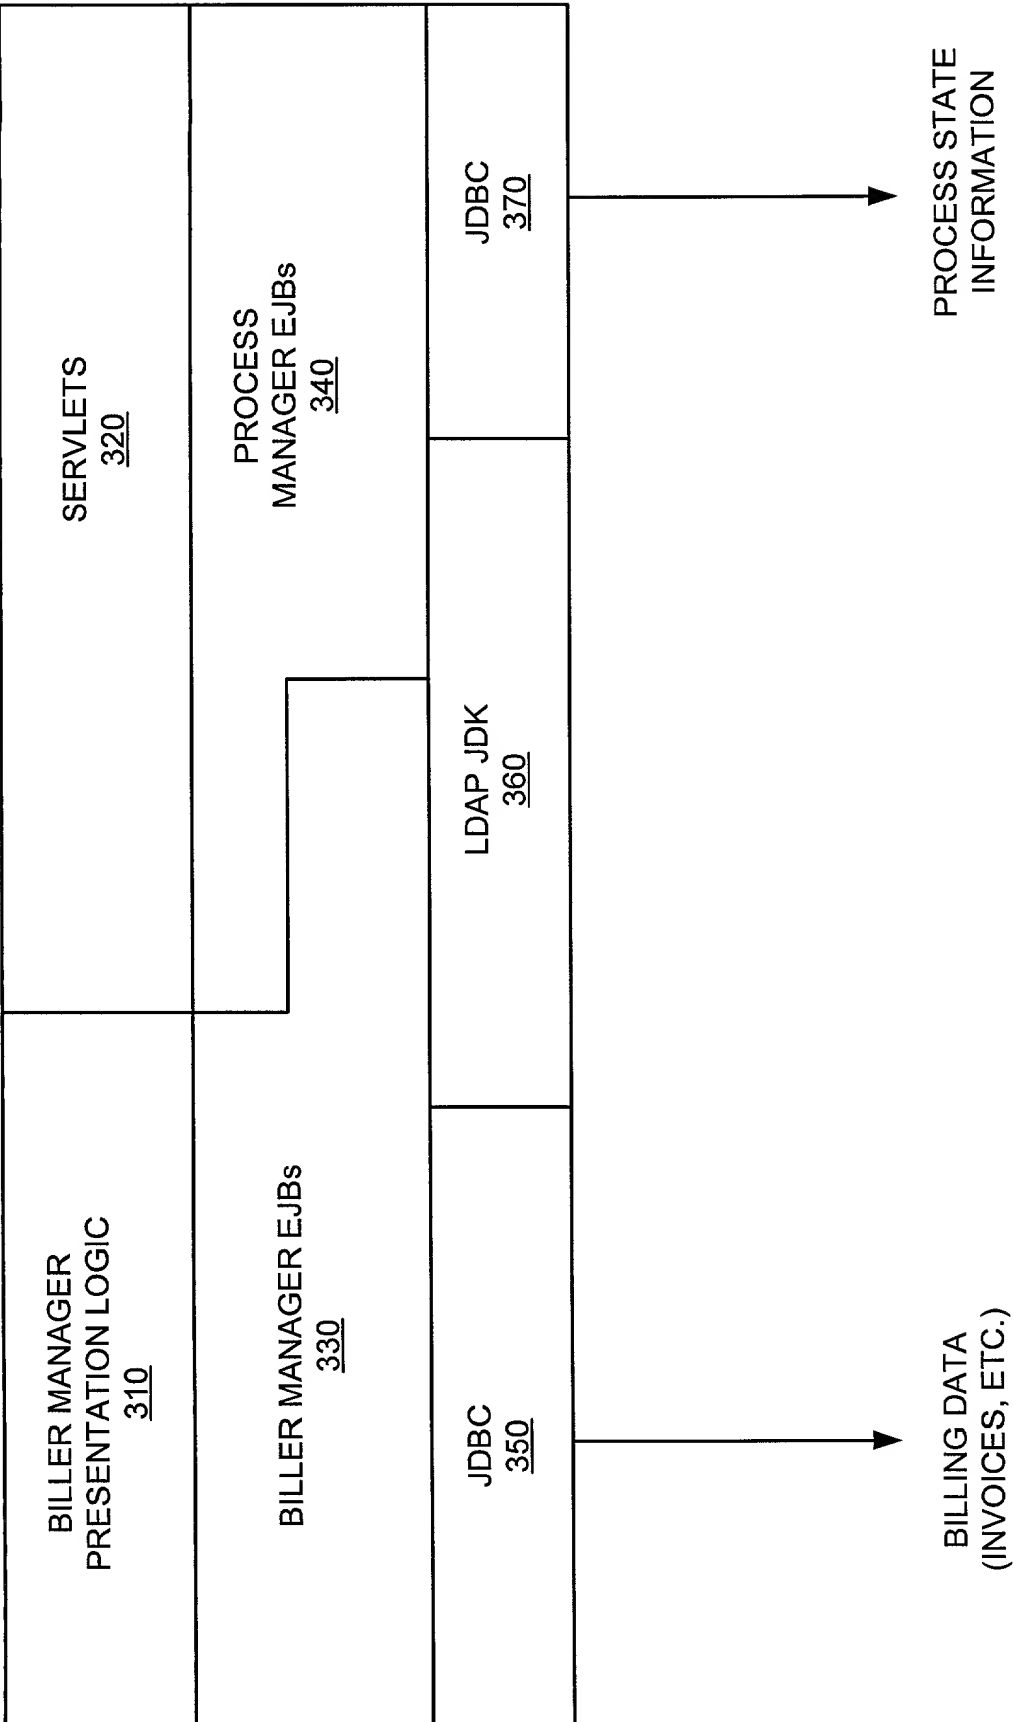 BILLER MANAGER
PRESENTATION LOGIC
310
SERVLETS
320
BILLER MANAGER EJBs
330
PROCESS
MANAGER EJBs
340
JDBC
350
LDAP JDK
360
JDBC
370
BILLING DATA
(INVOICES, ETC.)
PROCESS STATE
INFORMATION